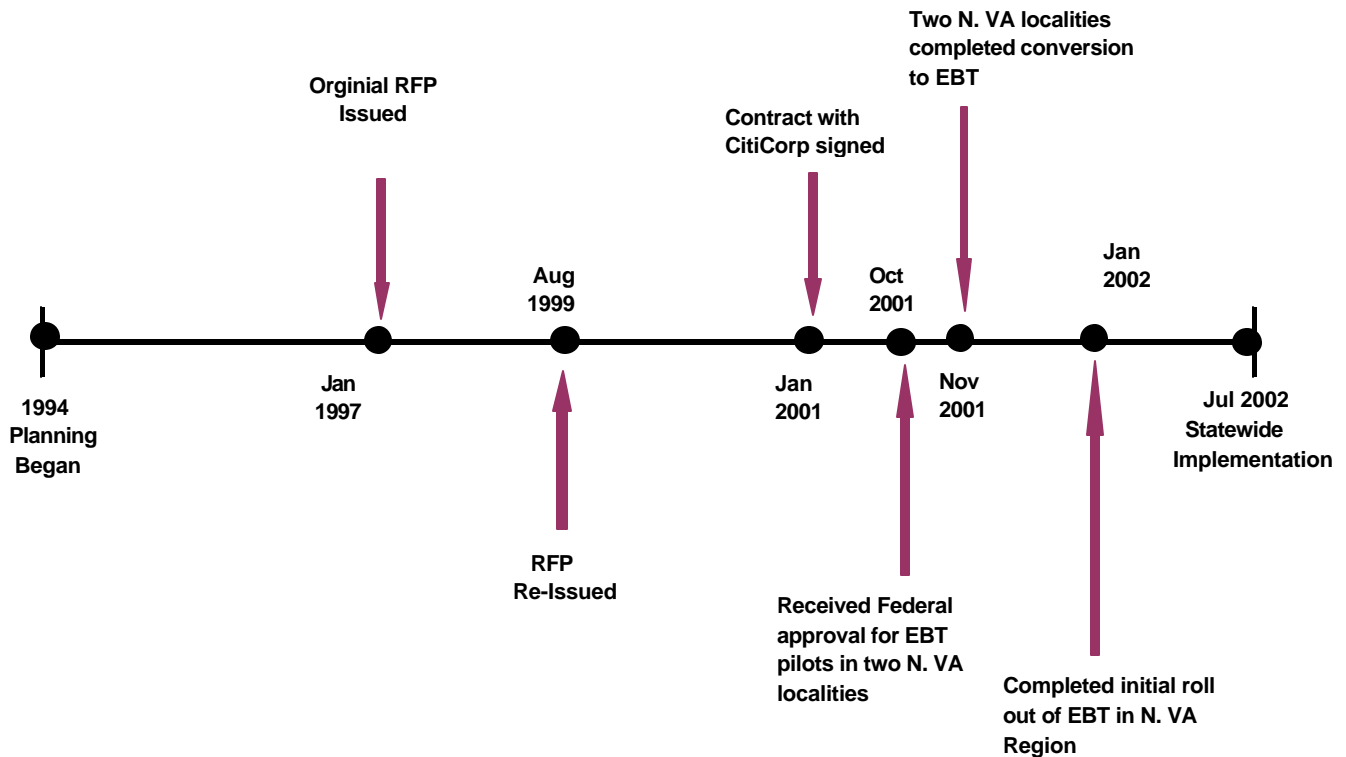 Two N. VA localities
completed conversion
to EBT
Orginial RFP
Issued
Contract with
CitiCorp signed
Jan
2002
Aug
1999
Oct
2001
Jan
1997
Jan
2001
Nov
2001
1994
Planning
Began
Jul 2002
Statewide
Implementation
RFP
Re-Issued
Received Federal
approval for EBT
pilots in two N. VA
localities
Completed initial roll
out of EBT in N. VA
Region